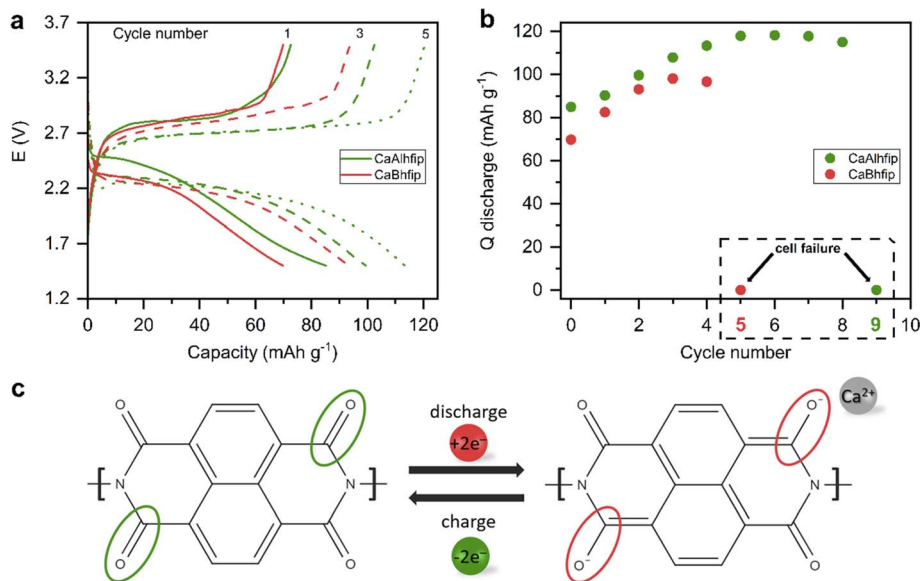 a
3.7
3.2
2.7
2.2
1.7
1.2
E (V)
Cycle number
1
3
5
CaAlhfip
CaBhfip
0
20
40
60
80
100
120
Capacity (mAh g⁻¹)
b
120
100
80
60
40
20
0
Q discharge (mAh g⁻¹)
CaAlhfip
CaBhfip
cell failure
0
2
4
5
6
8
9
10
Cycle number
c
O
O
N
N
O
O
[
]
discharge
+2e⁻
charge
-2e⁻
O
O⁻
Ca²⁺
N
N
O⁻
O
[
]